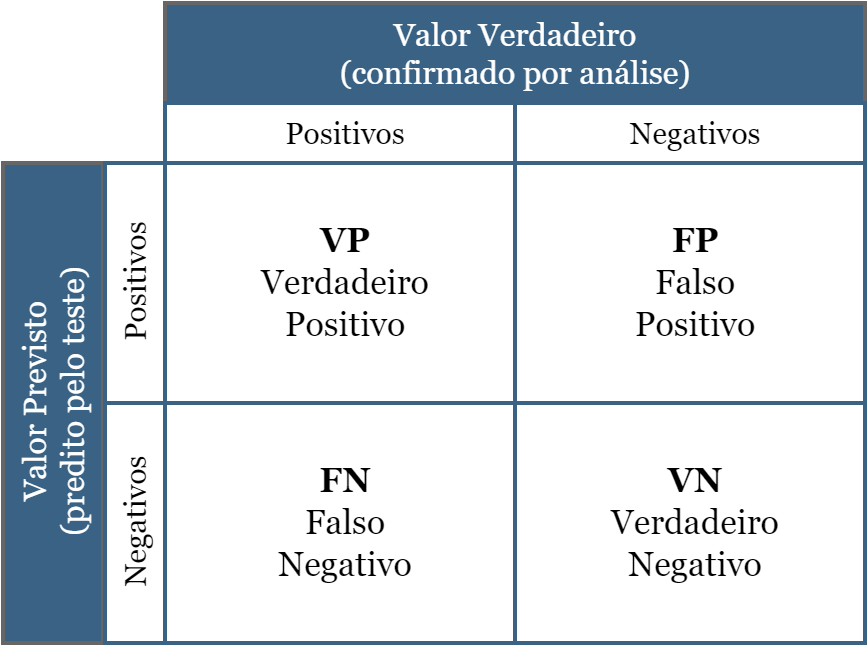 Valor Verdadeiro
(confirmado por análise)
Positivos
Negativos
Valor Previsto
(predito pelo teste)
Positivos
VP
Verdadeiro
Positivo
FP
Falso
Positivo
Negativos
FN
Falso
Negativo
VN
Verdadeiro
Negativo